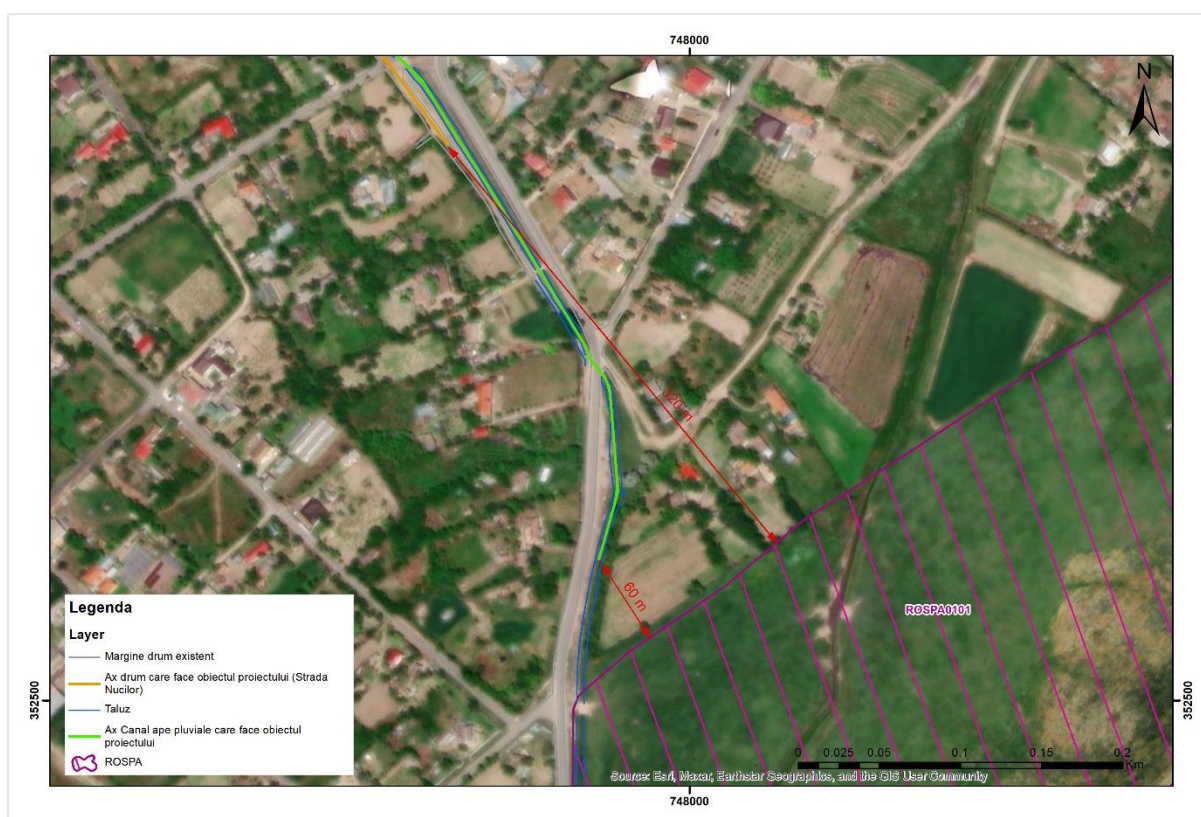 748000
N
320 m
60 m
ROSPA0101
352500
352500
Legenda
Layer
Margine drum existent
Ax drum care face obiectul proiectului (Strada
Nucilor)
Taluz
Ax Canal ape pluviale care face obiectul
proiectului
ROSPA
0 0.025 0.05 0.1 0.15 0.2
Km
Source: Esri, Maxar, Earthstar Geographics, and the GIS User Community
748000